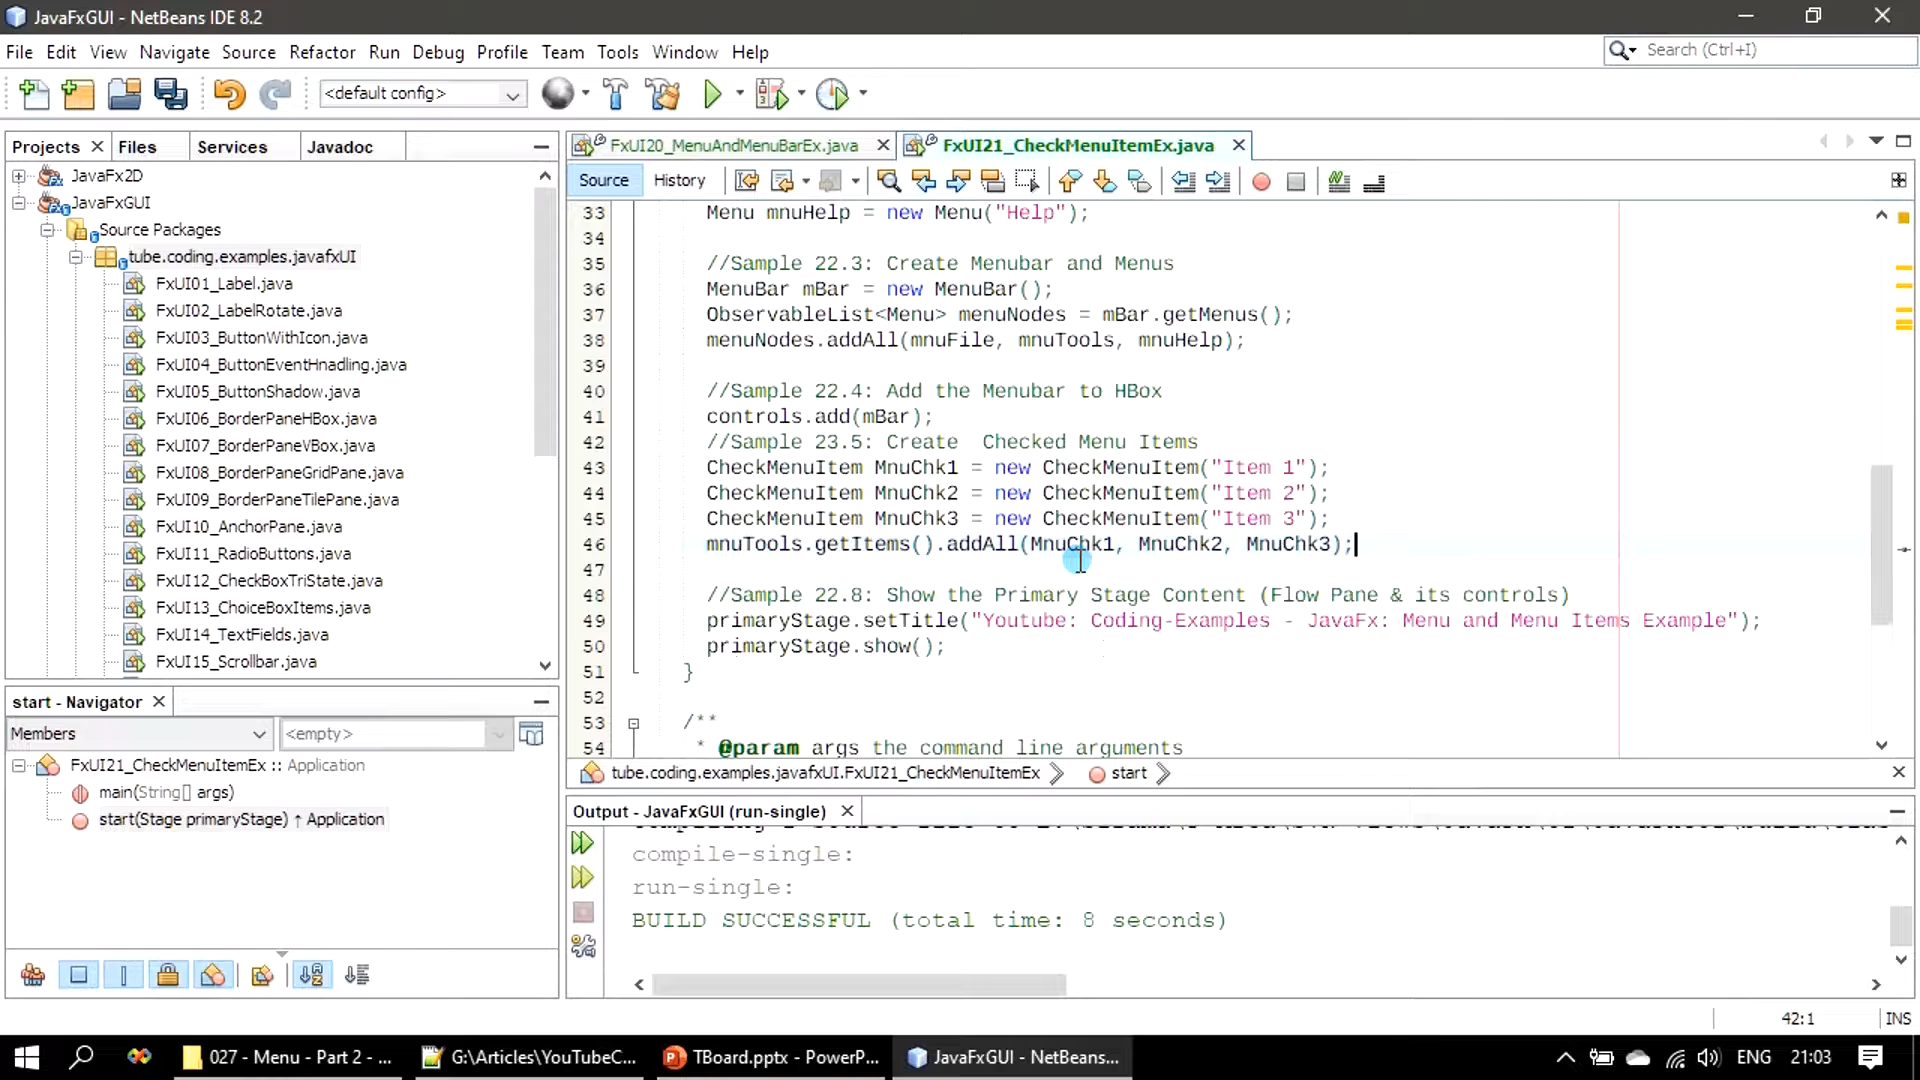 JavaFxGUI - NetBeans IDE 8.2
File Edit View Navigate Source Refactor Run Debug Profile Team Tools Window Help
Search (Ctrl+I)
<default config>
Projects Files Services Javadoc
JavaFx2D
JavaFxGUI
Source Packages
tube.coding.examples.javafxUI
FxUI01_Label.java
FxUI02_LabelRotate.java
FxUI03_ButtonWithIcon.java
FxUI04_ButtonEventHnadling.java
FxUI05_ButtonShadow.java
FxUI06_BorderPaneHBox.java
FxUI07_BorderPaneVBox.java
FxUI08_BorderPaneGridPane.java
FxUI09_BorderPaneTilePane.java
FxUI10_AnchorPane.java
FxUI11_RadioButtons.java
FxUI12_CheckBoxTriState.java
FxUI13_ChoiceBoxItems.java
FxUI14_TextFields.java
FxUI15_Scrollbar.java
start - Navigator
Members <empty>
FxUI21_CheckMenuItemEx :: Application
main(String[] args)
start(Stage primaryStage) ↑ Application
FxUI20_MenuAndMenuBarEx.java FxUI21_CheckMenuItemEx.java
Source History
33 Menu mnuHelp = new Menu("Help");
34
35 //Sample 22.3: Create Menubar and Menus
36 MenuBar mBar = new MenuBar();
37 ObservableList<Menu> menuNodes = mBar.getMenus();
38 menuNodes.addAll(mnuFile, mnuTools, mnuHelp);
39
40 //Sample 22.4: Add the Menubar to HBox
41 controls.add(mBar);
42 //Sample 23.5: Create  Checked Menu Items
43 CheckMenuItem MnuChk1 = new CheckMenuItem("Item 1");
44 CheckMenuItem MnuChk2 = new CheckMenuItem("Item 2");
45 CheckMenuItem MnuChk3 = new CheckMenuItem("Item 3");
46 mnuTools.getItems().addAll(MnuChk1, MnuChk2, MnuChk3);
47
48 //Sample 22.8: Show the Primary Stage Content (Flow Pane & its controls)
49 primaryStage.setTitle("Youtube: Coding-Examples - JavaFx: Menu and Menu Items Example");
50 primaryStage.show();
51 }
52
53 /**
54 * @param args the command line arguments
tube.coding.examples.javafxUI.FxUI21_CheckMenuItemEx start
Output - JavaFxGUI (run-single)
compile-single:
run-single:
BUILD SUCCESSFUL (total time: 8 seconds)
42:1 INS
027 - Menu - Part 2 - ... G:\Articles\YouTubeC... TBoard.pptx - PowerP... JavaFxGUI - NetBeans... ENG 21:03